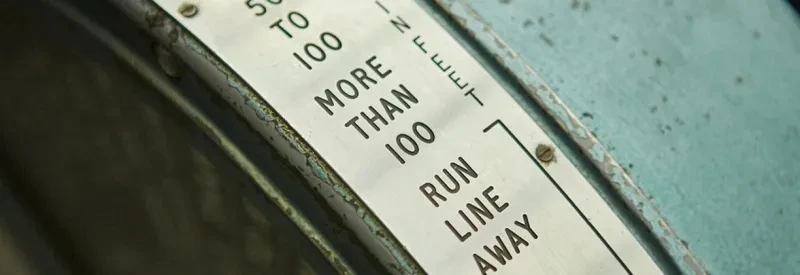 TO
100
MORE
THAN
100
IN FEET
RUN
LINE
AWAY